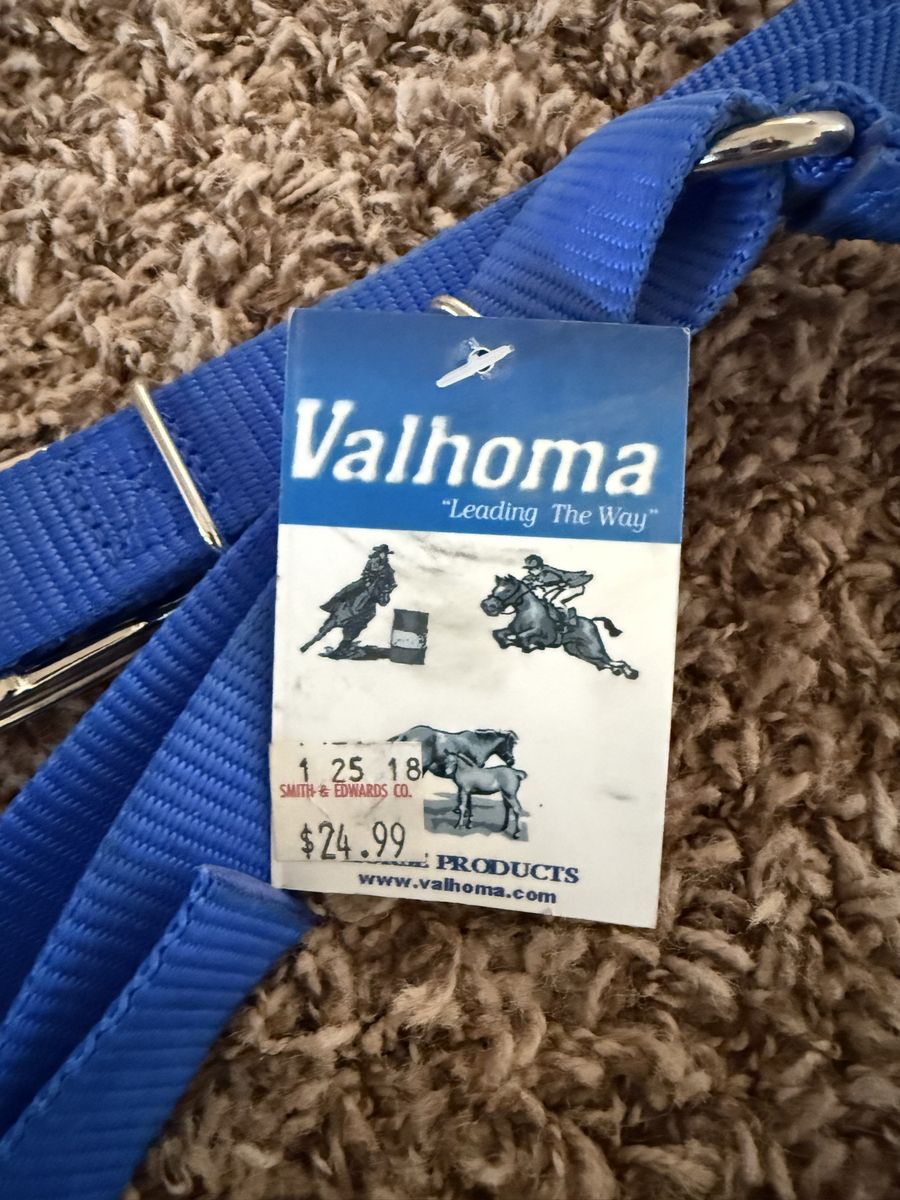 Valhoma
"Leading The Way"
1 25 18
SMITH & EDWARDS CO.
$24.99
PRODUCTS
www.valhoma.com